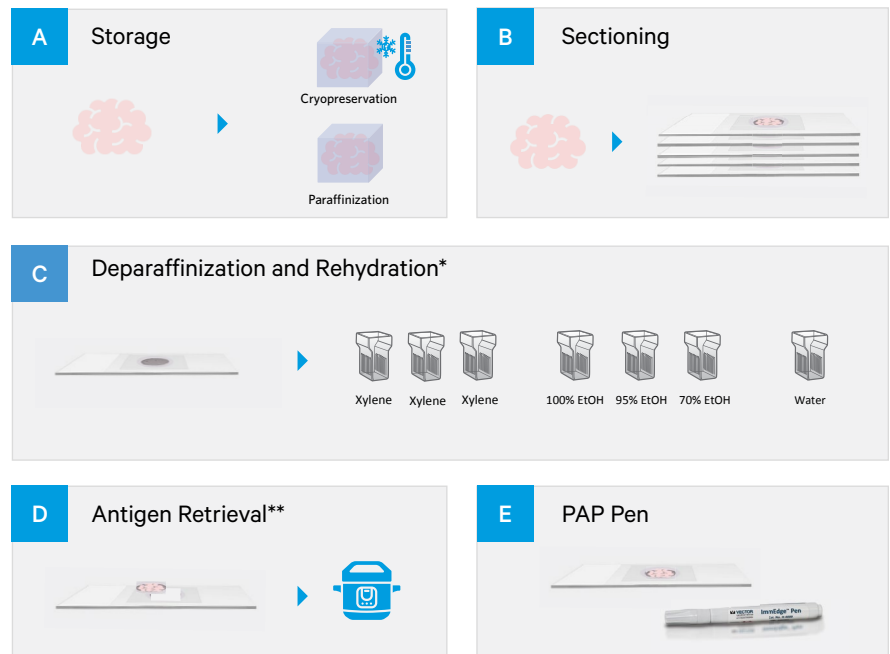 A
Storage
Cryopreservation
Paraffinization
B
Sectioning
C
Deparaffinization and Rehydration*
Xylene
Xylene
Xylene
100% EtOH
95% EtOH
70% EtOH
Water
D
Antigen Retrieval**
E
PAP Pen
VECTOR
ImmEdge™ Pen